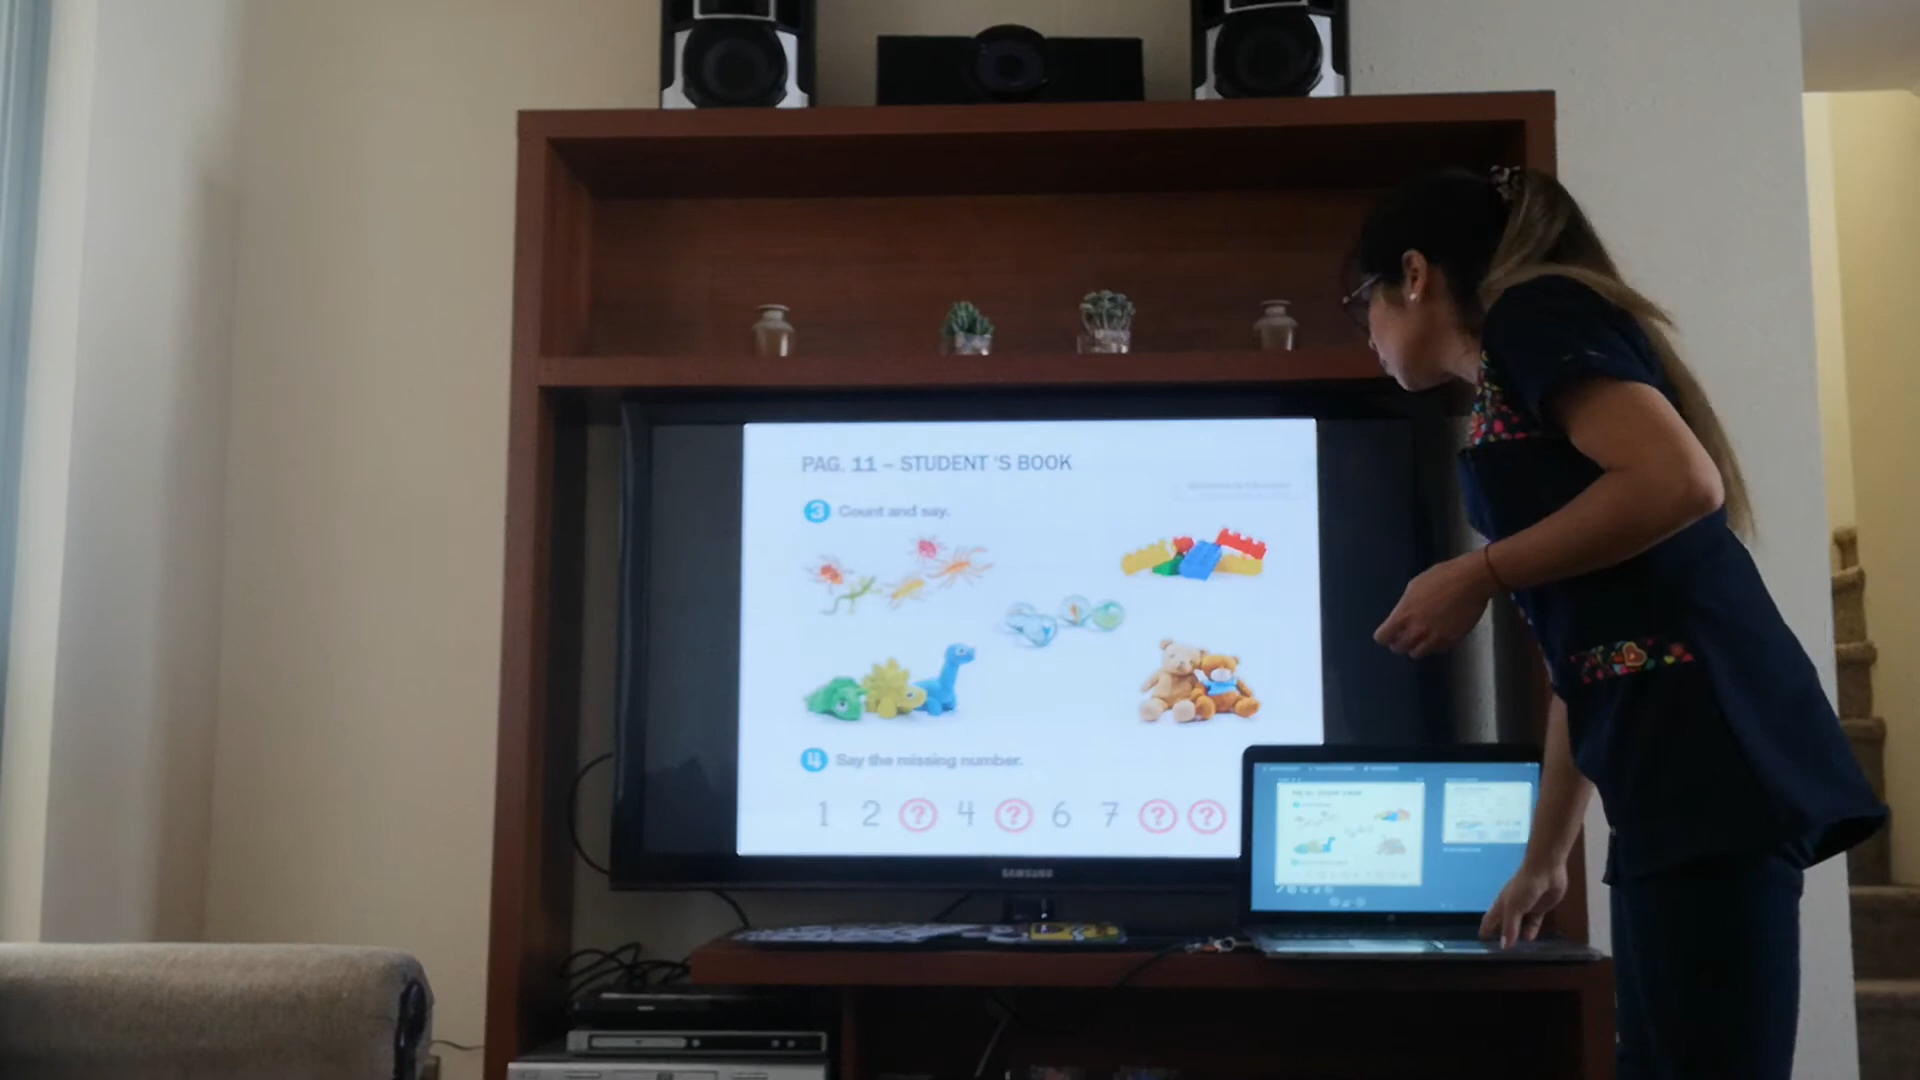 PAG. 11 – STUDENT 'S BOOK
3 Count and say.
4 Say the missing number.
1 2 ? 4 ? 6 7 ? ?
SAMSUNG